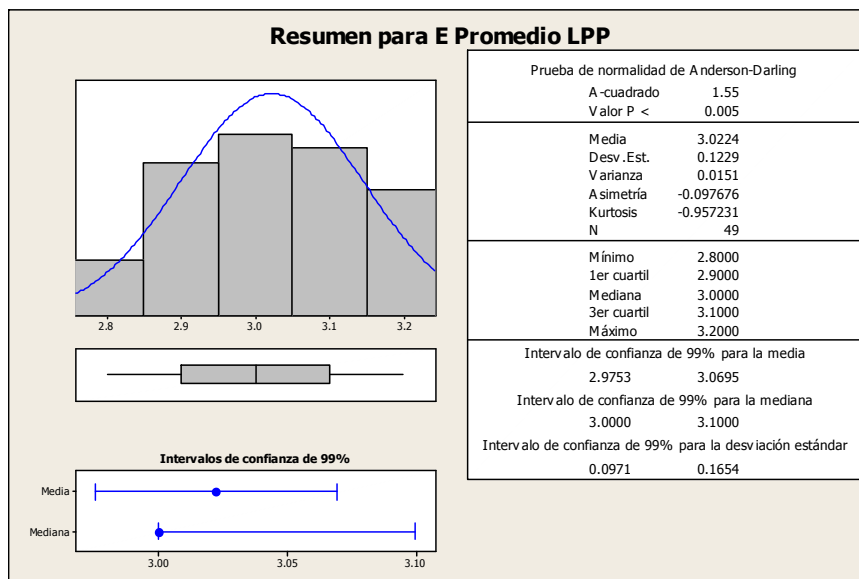 Resumen para E Promedio LPP
2.8 2.9 3.0 3.1 3.2
Intervalos de confianza de 99%
Media
Mediana
3.00 3.05 3.10
Prueba de normalidad de Anderson-Darling
A-cuadrado 1.55
Valor P < 0.005
Media 3.0224
Desv.Est. 0.1229
Varianza 0.0151
Asimetría -0.097676
Kurtosis -0.957231
N 49
Mínimo 2.8000
1er cuartil 2.9000
Mediana 3.0000
3er cuartil 3.1000
Máximo 3.2000
Intervalo de confianza de 99% para la media
2.9753 3.0695
Intervalo de confianza de 99% para la mediana
3.0000 3.1000
Intervalo de confianza de 99% para la desviación estándar
0.0971 0.1654